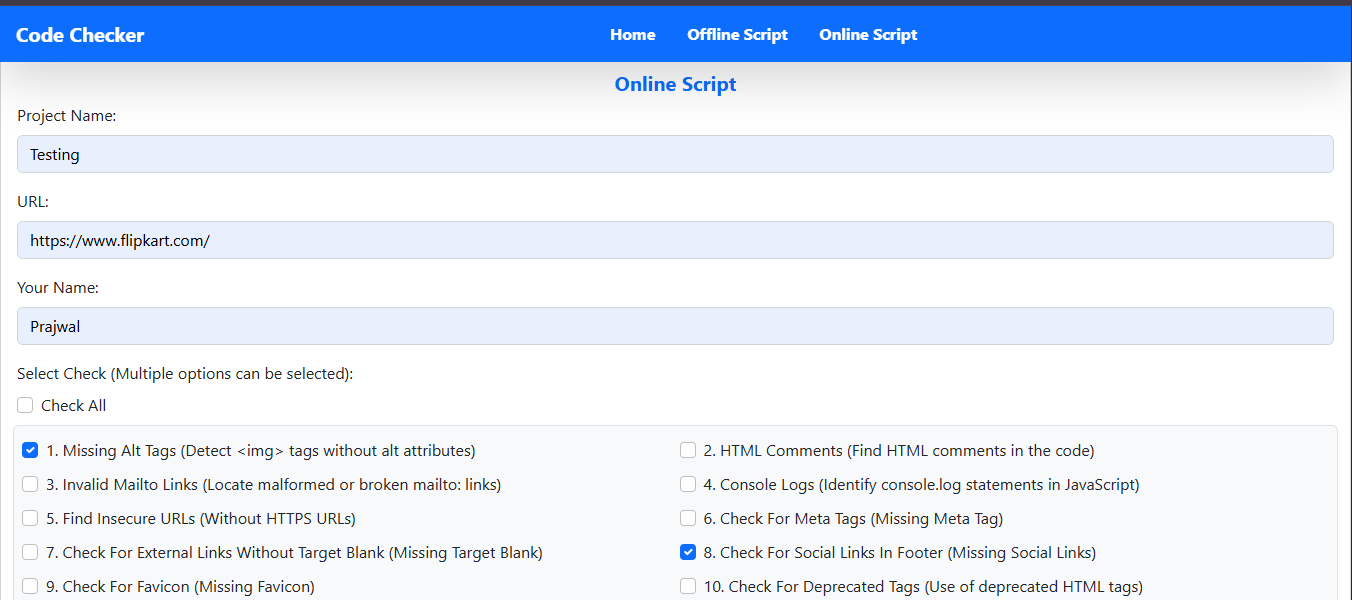 Code Checker Home Offline Script Online Script
Online Script
Project Name:
Testing
URL:
https://www.flipkart.com/
Your Name:
Prajwal
Select Check (Multiple options can be selected):
Check All
1. Missing Alt Tags (Detect <img> tags without alt attributes)
2. HTML Comments (Find HTML comments in the code)
3. Invalid Mailto Links (Locate malformed or broken mailto: links)
4. Console Logs (Identify console.log statements in JavaScript)
5. Find Insecure URLs (Without HTTPS URLs)
6. Check For Meta Tags (Missing Meta Tag)
7. Check For External Links Without Target Blank (Missing Target Blank)
8. Check For Social Links In Footer (Missing Social Links)
9. Check For Favicon (Missing Favicon)
10. Check For Deprecated Tags (Use of deprecated HTML tags)